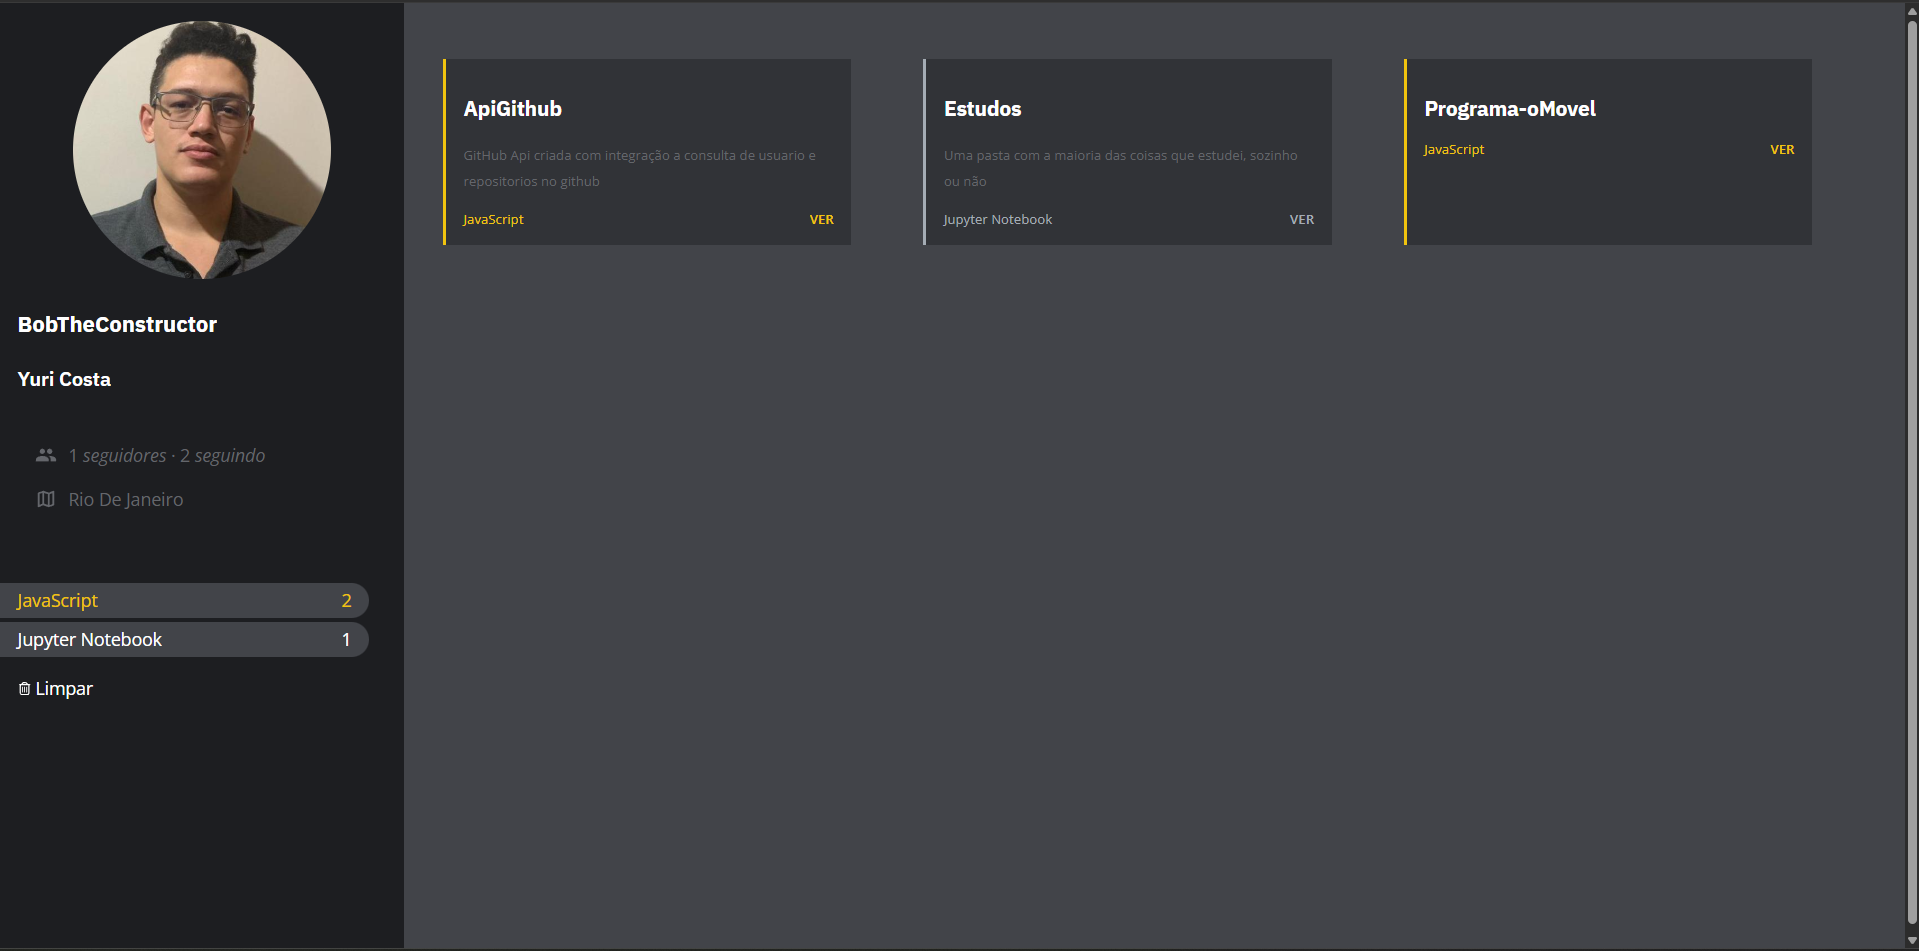 BobTheConstructor
Yuri Costa
1 seguidores · 2 seguindo
Rio De Janeiro
JavaScript 2
Jupyter Notebook 1
Limpar
ApiGithub
GitHub Api criada com integração a consulta de usuario e
repositorios no github
JavaScript VER
Estudos
Uma pasta com a maioria das coisas que estudei, sozinho
ou não
Jupyter Notebook VER
Programa-oMovel
JavaScript VER